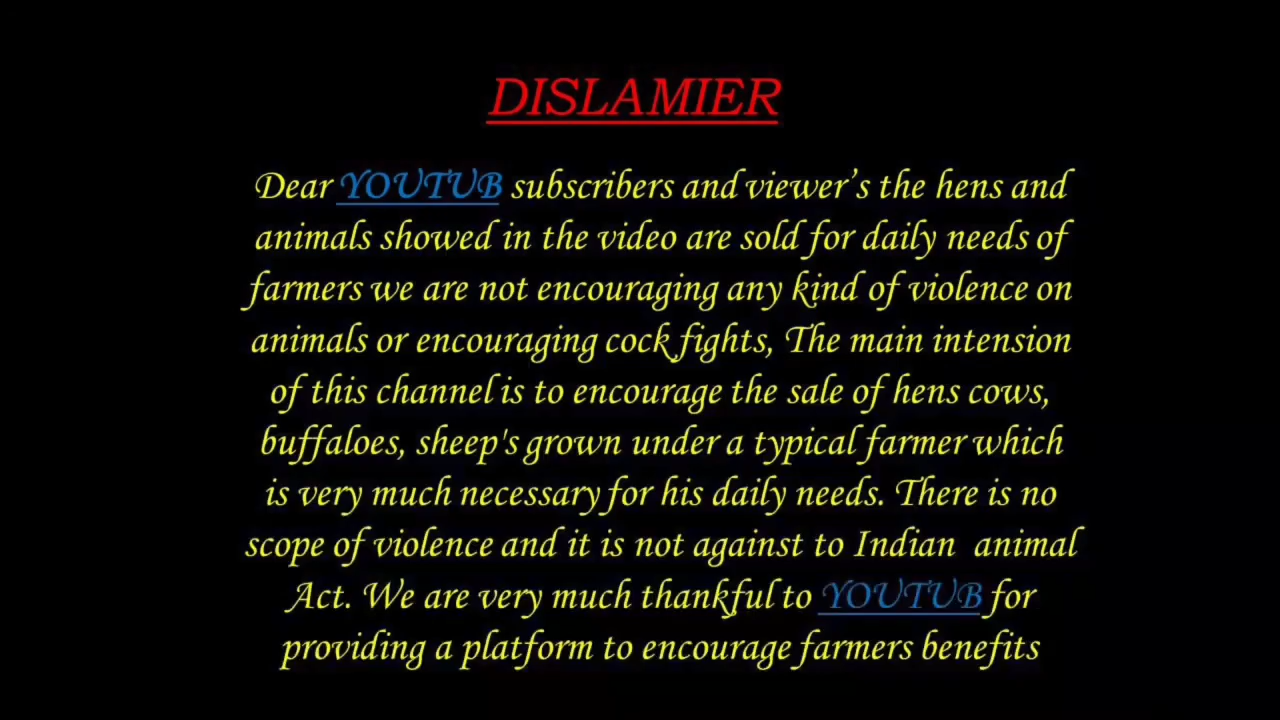 DISLAMIER
Dear YOUTUB subscribers and viewer’s the hens and
animals showed in the video are sold for daily needs of
farmers we are not encouraging any kind of violence on
animals or encouraging cock fights, The main intension
of this channel is to encourage the sale of hens cows,
buffaloes, sheep's grown under a typical farmer which
is very much necessary for his daily needs. There is no
scope of violence and it is not against to Indian animal
Act. We are very much thankful to YOUTUB for
providing a platform to encourage farmers benefits